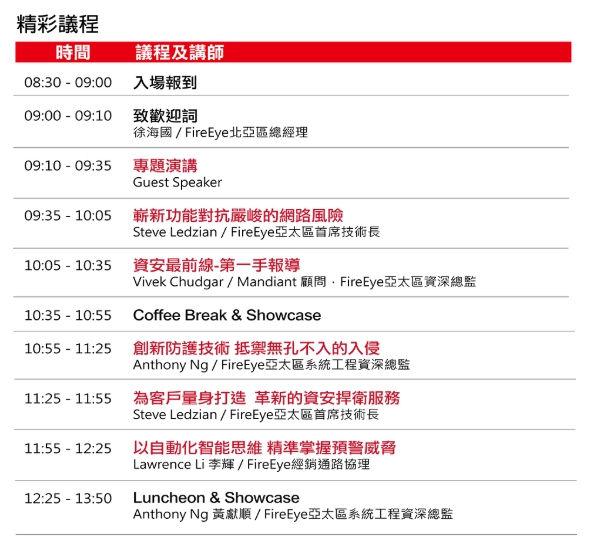 精彩議程
時間 議程及講師
08:30 - 09:00 入場報到
09:00 - 09:10 致歡迎詞
徐海國 / FireEye北亞區總經理
09:10 - 09:35 專題演講
Guest Speaker
09:35 - 10:05 嶄新功能對抗嚴峻的網路風險
Steve Ledzian / FireEye亞太區首席技術長
10:05 - 10:35 資安最前線-第一手報導
Vivek Chudgar / Mandiant 顧問．FireEye亞太區資深總監
10:35 - 10:55 Coffee Break & Showcase
10:55 - 11:25 創新防護技術 抵禦無孔不入的入侵
Anthony Ng / FireEye亞太區系統工程資深總監
11:25 - 11:55 為客戶量身打造 革新的資安捍衛服務
Steve Ledzian / FireEye亞太區首席技術長
11:55 - 12:25 以自動化智能思維 精準掌握預警威脅
Lawrence Li 李輝 / FireEye經銷通路協理
12:25 - 13:50 Luncheon & Showcase
Anthony Ng 黃獻順 / FireEye亞太區系統工程資深總監